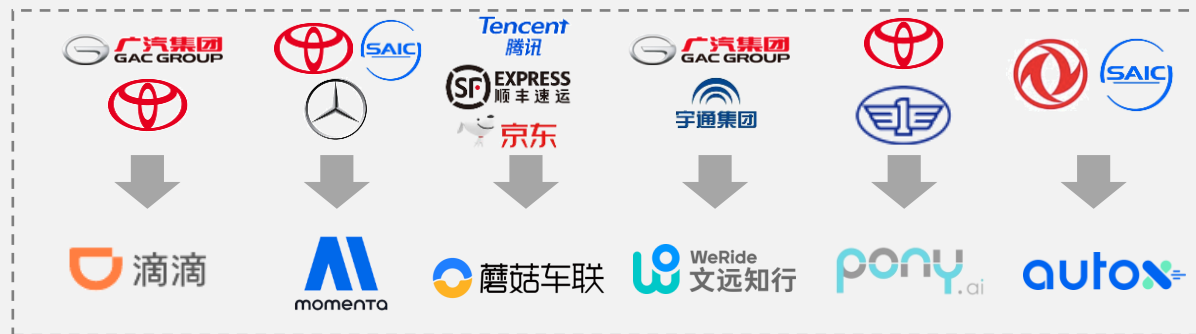 广汽集团
GAC GROUP
SAIC
Tencent
腾讯
SF EXPRESS
顺丰速运
京东
广汽集团
GAC GROUP
宇通集团
1
SAIC
滴滴
momenta
蘑菇车联
WeRide
文远知行
pony.ai
autox